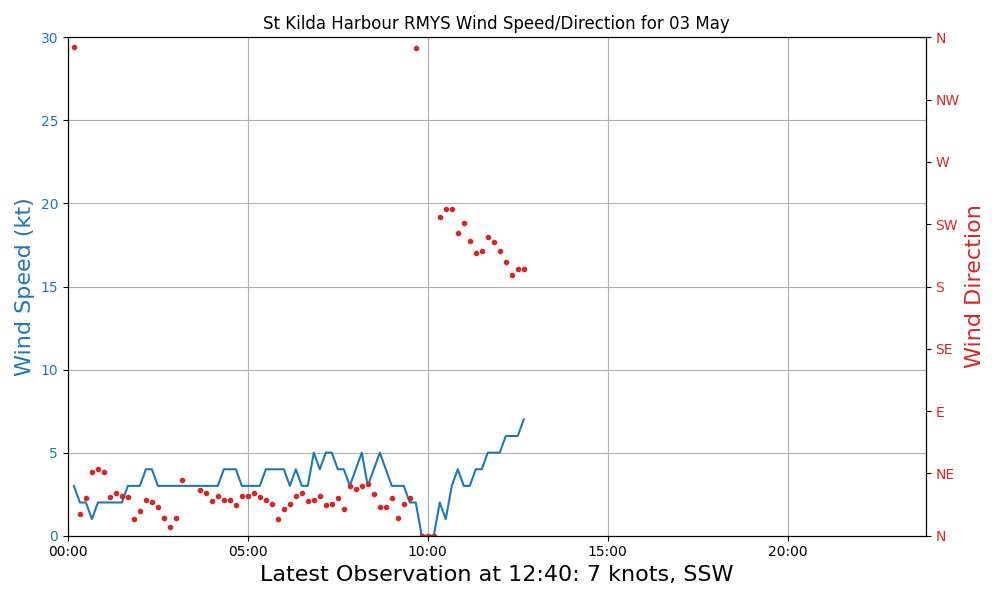 St Kilda Harbour RMYS Wind Speed/Direction for 03 May
30
25
20
15
10
5
0
Wind Speed (kt)
N
NW
W
SW
S
SE
E
NE
N
Wind Direction
00:00 05:00 10:00 15:00 20:00
Latest Observation at 12:40: 7 knots, SSW